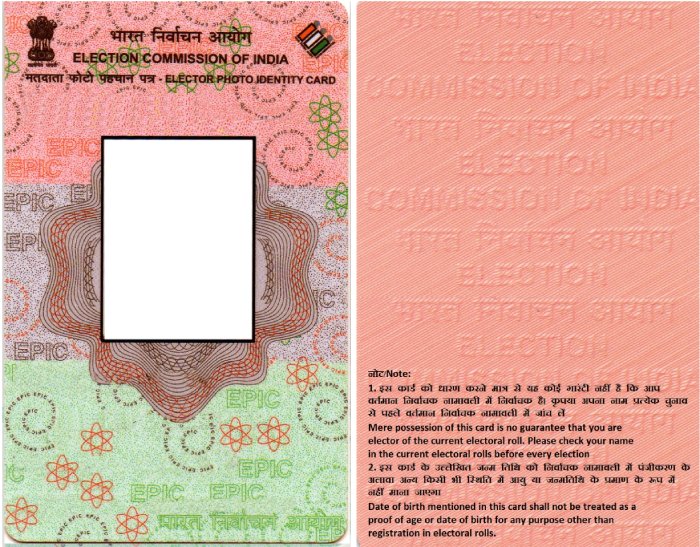 भारत निर्वाचन आयोग
ELECTION COMMISSION OF INDIA
मतदाता फोटो पहचान पत्र - ELECTOR PHOTO IDENTITY CARD
EPIC
EPIC
EPIC
EPIC
EPIC
EPIC
EPIC
EPIC EPIC
भारत निर्वाचन आयोग
ELECTION
COMMISSION OF INDIA
भारत निर्वाचन आयोग
ELECTION
COMMISSION OF INDIA
भारत निर्वाचन आयोग
ELECTION
भारत निर्वाचन आयोग
ELECTION
नोट/Note:
1. इस कार्ड को धारण करने मात्र से यह कोई गारंटी नहीं है कि आप
वर्तमान निर्वाचक नामावली में निर्वाचक है। कृपया अपना नाम प्रत्येक चुनाव
से पहले वर्तमान निर्वाचक नामावली में जांच लें
Mere possession of this card is no guarantee that you are
elector of the current electoral roll. Please check your name
in the current electoral rolls before every election
2. इस कार्ड के उल्लेखित जन्म तिथि को निर्वाचक नामावली में पंजीकरण के
अलावा अन्य किसी भी स्थिति में आयु या जन्मतिथि के प्रमाण के रूप में
नहीं माना जाएगा
Date of birth mentioned in this card shall not be treated as a
proof of age or date of birth for any purpose other than
registration in electoral rolls.